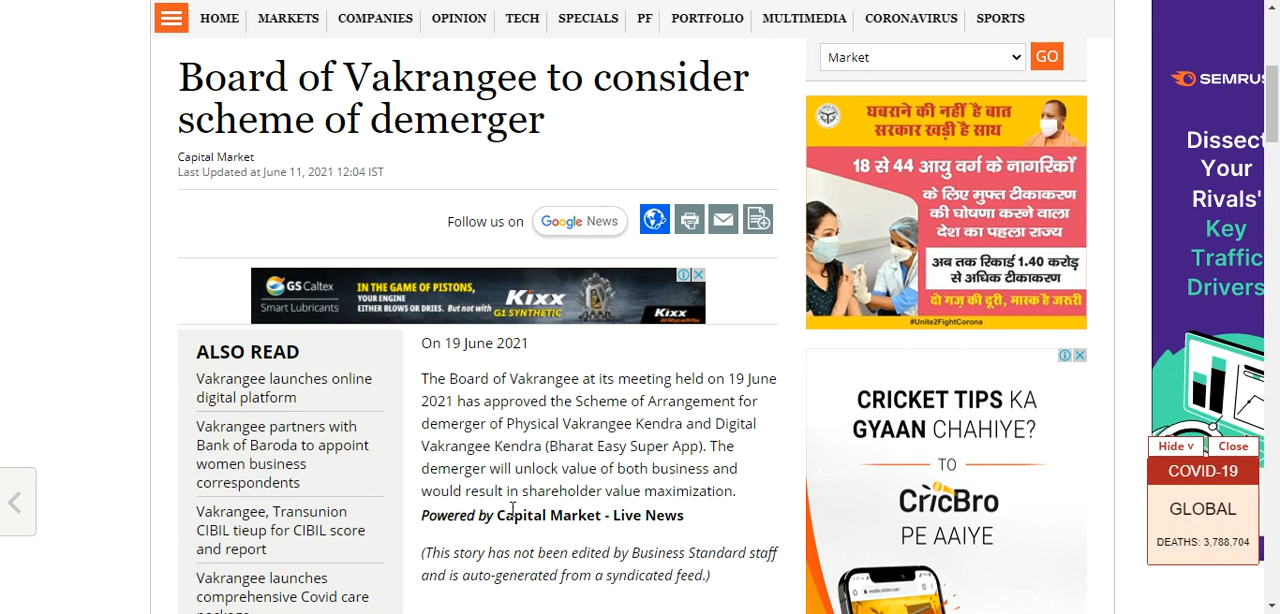 HOME MARKETS COMPANIES OPINION TECH SPECIALS PF PORTFOLIO MULTIMEDIA CORONAVIRUS SPORTS
Board of Vakrangee to consider
scheme of demerger
Capital Market
Last Updated at June 11, 2021 12:04 IST
Follow us on Google News
GS Caltex
Smart Lubricants
IN THE GAME OF PISTONS,
YOUR ENGINE
EITHER BLOWS OR DRIES. But not with
Kixx
G1 SYNTHETIC
Kixx
ALSO READ
Vakrangee launches online
digital platform
Vakrangee partners with
Bank of Baroda to appoint
women business
correspondents
Vakrangee, Transunion
CIBIL tieup for CIBIL score
and report
Vakrangee launches
comprehensive Covid care
On 19 June 2021
The Board of Vakrangee at its meeting held on 19 June
2021 has approved the Scheme of Arrangement for
demerger of Physical Vakrangee Kendra and Digital
Vakrangee Kendra (Bharat Easy Super App). The
demerger will unlock value of both business and
would result in shareholder value maximization.
Powered by Capital Market - Live News
(This story has not been edited by Business Standard staff
and is auto-generated from a syndicated feed.)
Market GO
घबराने की नहीं है बात
सरकार खड़ी है साथ
18 से 44 आयु वर्ग के नागरिकों
के लिए मुफ्त टीकाकरण
की घोषणा करने वाला
देश का पहला राज्य
अब तक रिकार्ड 1.40 करोड़
से अधिक टीकाकरण
दो गज़ की दूरी, मास्क है जरूरी
#Unite2FightCorona
CRICKET TIPS KA
GYAAN CHAHIYE?
TO
CricBro
PE AAIYE
SEMRUS
Dissect
Your
Rivals'
Key
Traffic
Drivers
Hide v Close
COVID-19
GLOBAL
DEATHS: 3,788,704